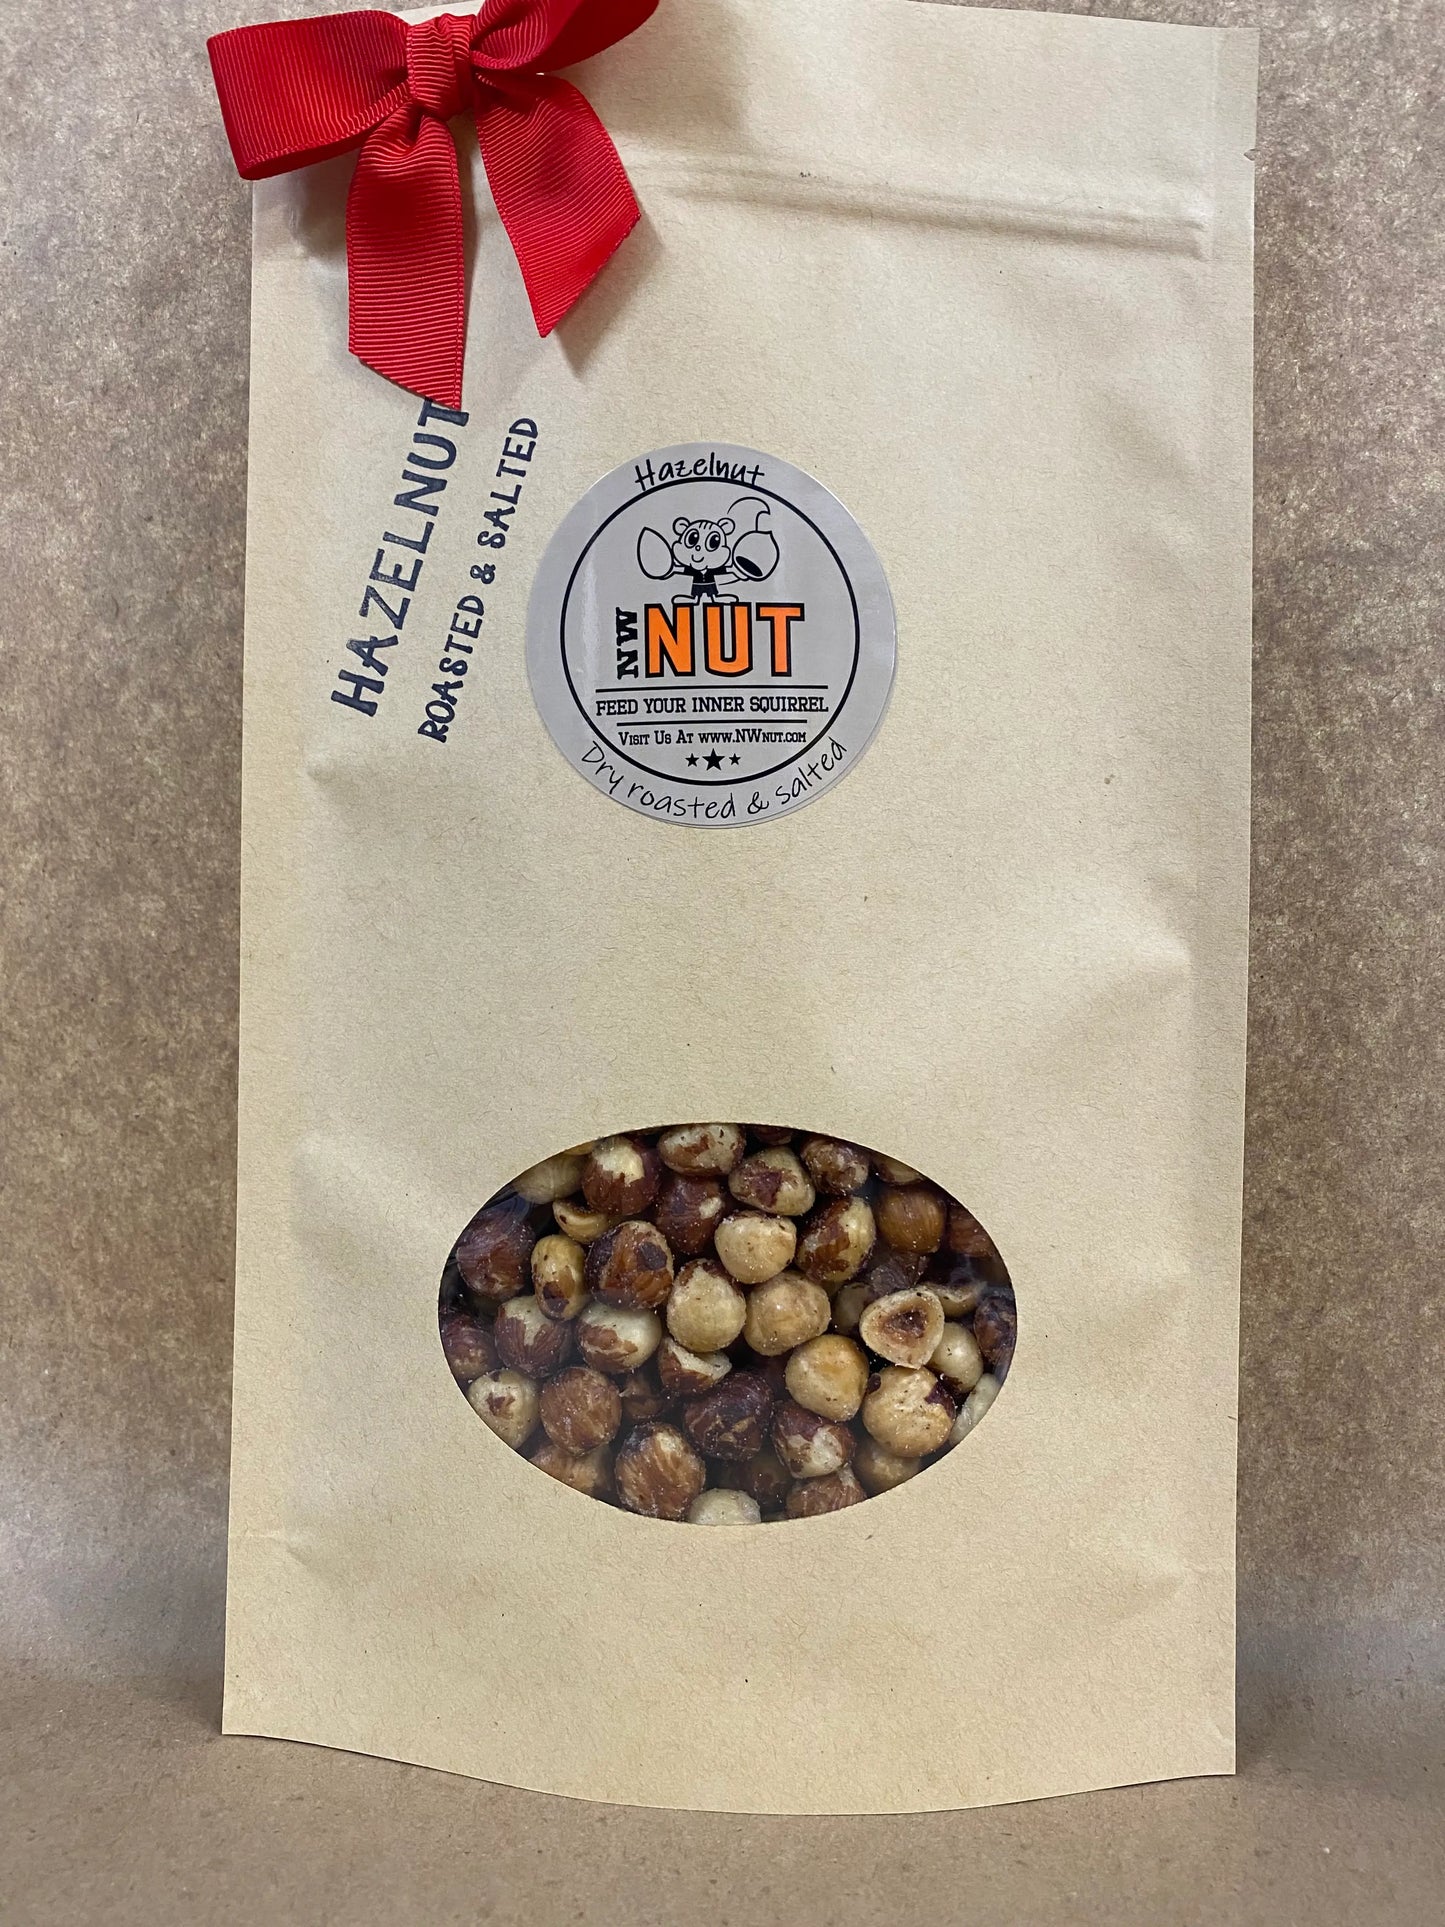 HAZELNUT
ROASTED & SALTED
Hazelnut
NW NUT
FEED YOUR INNER SQUIRREL
VISIT US AT WWW.NWNUT.COM
Dry roasted & salted